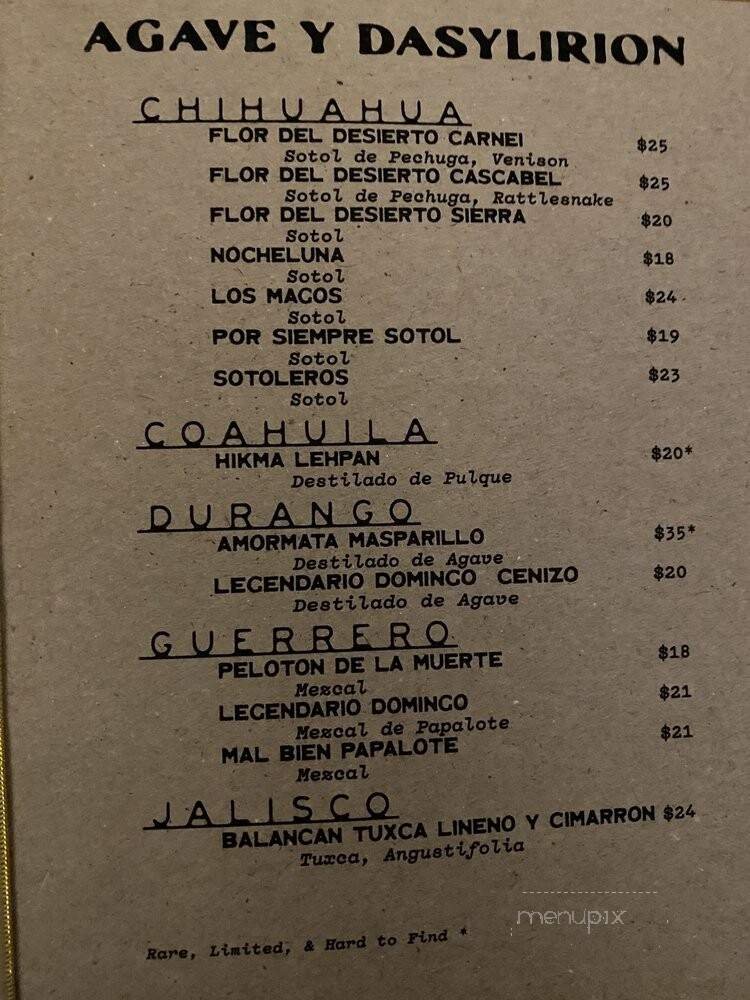 AGAVE Y DASYLIRION
CHIHUAHUA
FLOR DEL DESIERTO CARNEI $25
Sotol de Pechuga, Venison
FLOR DEL DESIERTO CASCABEL $25
Sotol de Pechuga, Rattlesnake
FLOR DEL DESIERTO SIERRA $20
Sotol
NOCHELUNA $18
Sotol
LOS MAGOS $24
Sotol
POR SIEMPRE SOTOL $19
Sotol
SOTOLEROS $23
Sotol
COAHUILA
HIKMA LEHPAN $20*
Destilado de Pulque
DURANGO
AMORMATA MASPARILLO $35*
Destilado de Agave
LEGENDARIO DOMINGO CENIZO $20
Destilado de Agave
GUERRERO
PELOTON DE LA MUERTE $18
Mezcal
LEGENDARIO DOMINGO $21
Mezcal de Papalote
MAL BIEN PAPALOTE $21
Mezcal
JALISCO
BALANCAN TUXCA LINENO Y CIMARRON $24
Tuxca, Angustifolia
menupix
Rare, Limited, & Hard to Find *